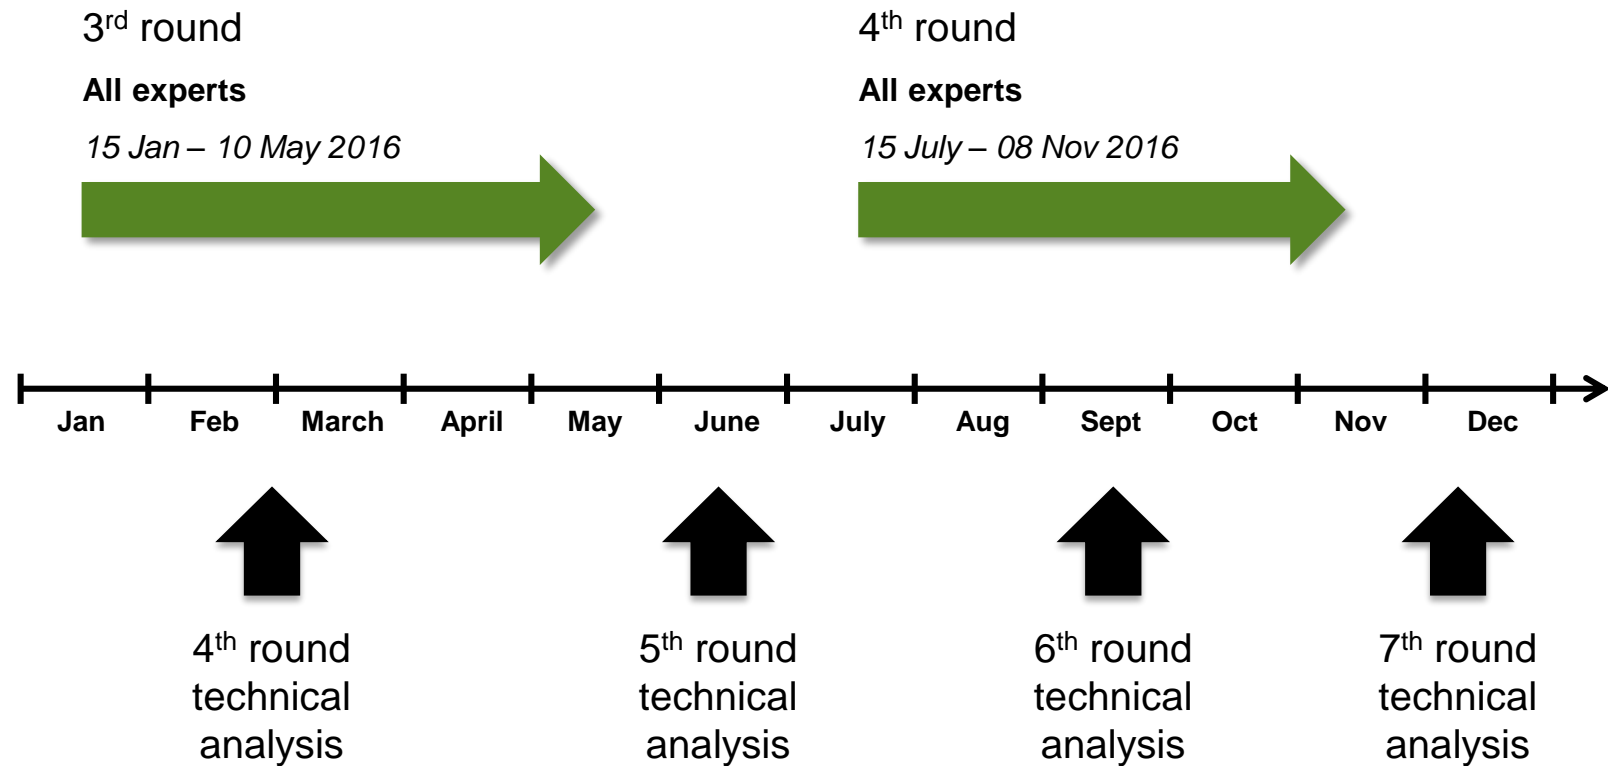 3rd round
All experts
15 Jan – 10 May 2016
4th round
All experts
15 July – 08 Nov 2016
Jan Feb March April May June July Aug Sept Oct Nov Dec
4th round
technical
analysis
5th round
technical
analysis
6th round
technical
analysis
7th round
technical
analysis